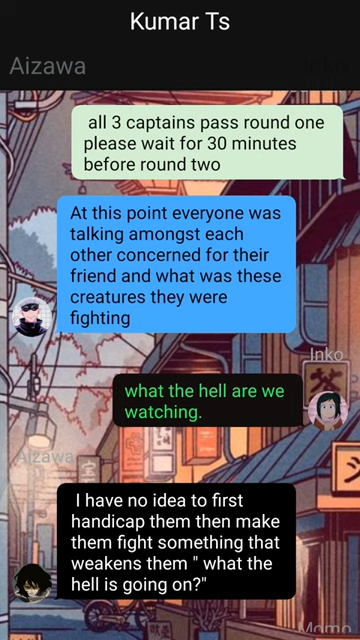 Kumar Ts
Aizawa
Inko
all 3 captains pass round one
please wait for 30 minutes
before round two
At this point everyone was
talking amongst each
other concerned for their
friend and what was these
creatures they were
fighting
Inko
what the hell are we
watching.
Aizawa
I have no idea to first
handicap them then make
them fight something that
weakens them " what the
hell is going on?"
Momo